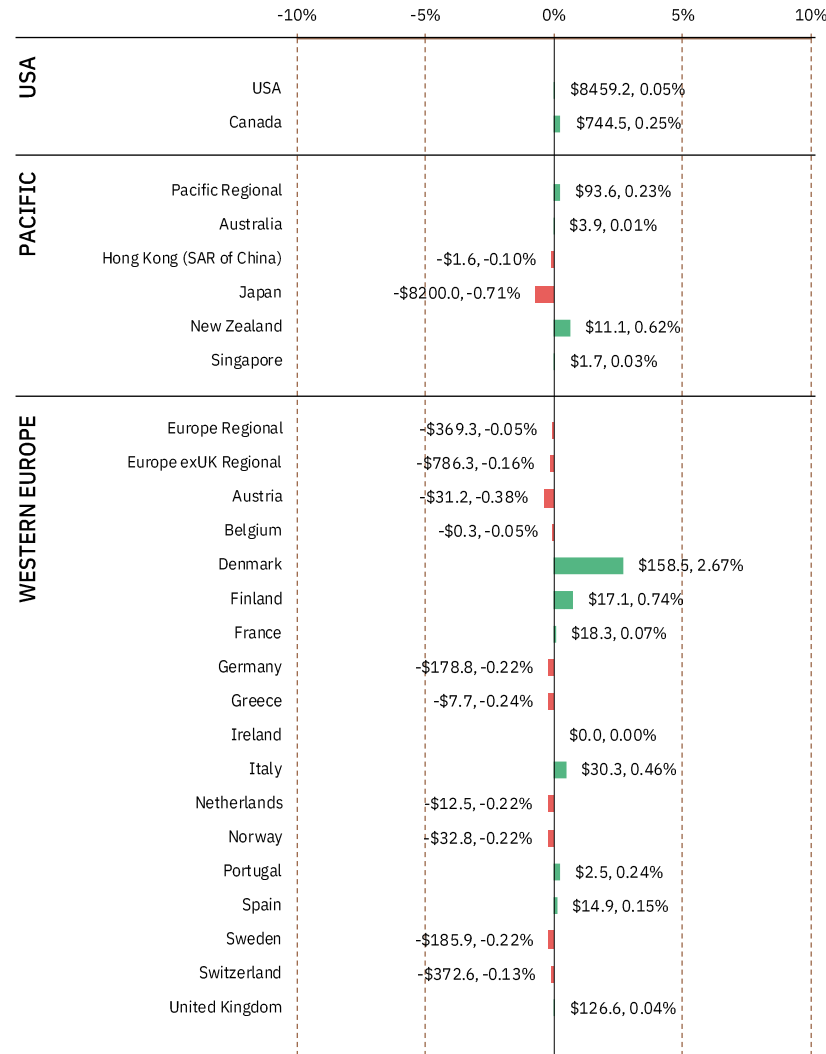 -10% -5% 0% 5% 10%
USA
USA $8459.2, 0.05%
Canada $744.5, 0.25%
PACIFIC
Pacific Regional $93.6, 0.23%
Australia $3.9, 0.01%
Hong Kong (SAR of China) -$1.6, -0.10%
Japan -$8200.0, -0.71%
New Zealand $11.1, 0.62%
Singapore $1.7, 0.03%
WESTERN EUROPE
Europe Regional -$369.3, -0.05%
Europe exUK Regional -$786.3, -0.16%
Austria -$31.2, -0.38%
Belgium -$0.3, -0.05%
Denmark $158.5, 2.67%
Finland $17.1, 0.74%
France $18.3, 0.07%
Germany -$178.8, -0.22%
Greece -$7.7, -0.24%
Ireland $0.0, 0.00%
Italy $30.3, 0.46%
Netherlands -$12.5, -0.22%
Norway -$32.8, -0.22%
Portugal $2.5, 0.24%
Spain $14.9, 0.15%
Sweden -$185.9, -0.22%
Switzerland -$372.6, -0.13%
United Kingdom $126.6, 0.04%